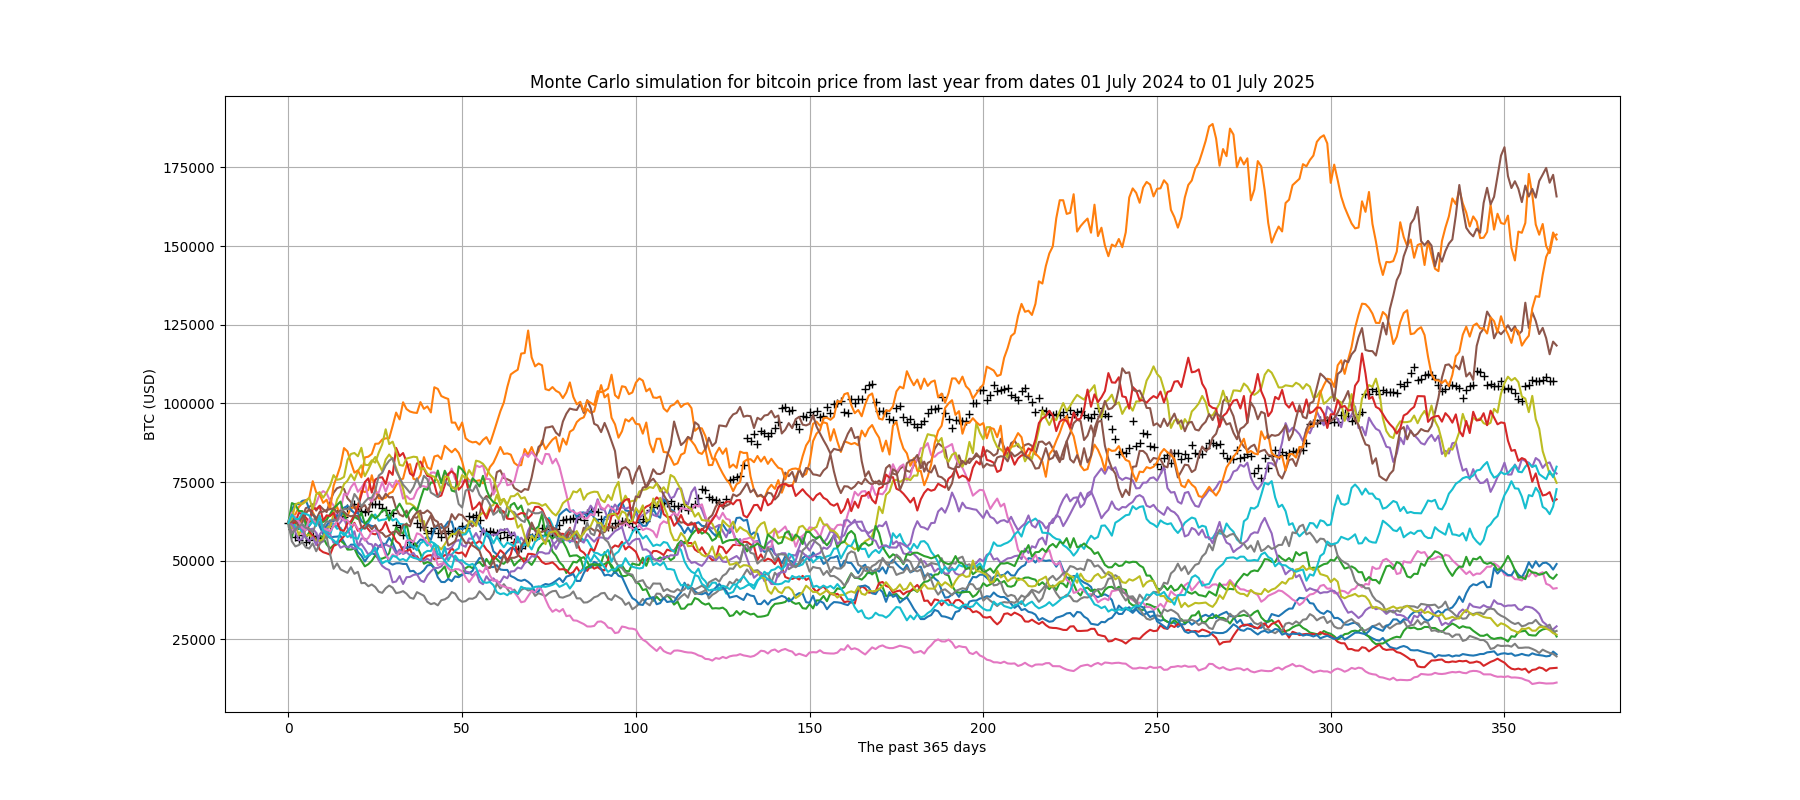 Monte Carlo simulation for bitcoin price from last year from dates 01 July 2024 to 01 July 2025
175000
150000
125000
100000
75000
50000
25000
BTC (USD)
0 50 100 150 200 250 300 350
The past 365 days